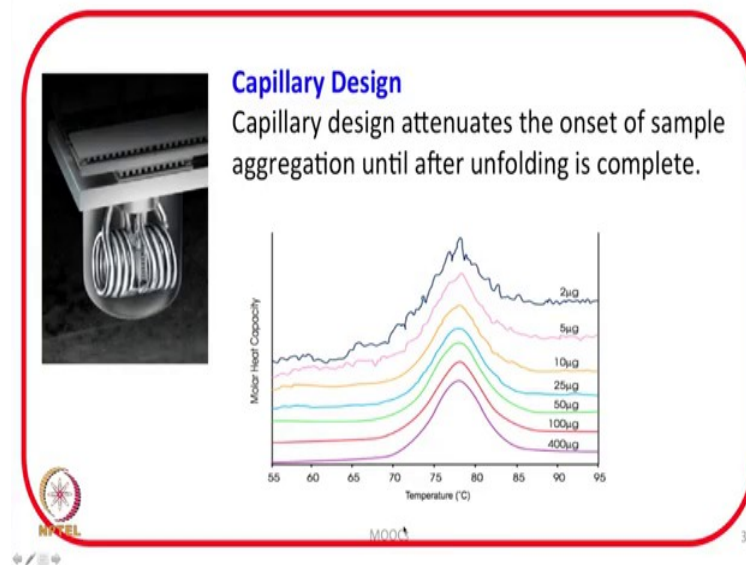 Capillary Design
Capillary design attenuates the onset of sample
aggregation until after unfolding is complete.
Molar Heat Capacity
2µg
5µg
10µg
25µg
50µg
100µg
400µg
55 60 65 70 75 80 85 90 95
Temperature (°C)
NPTEL
MOOCs
3